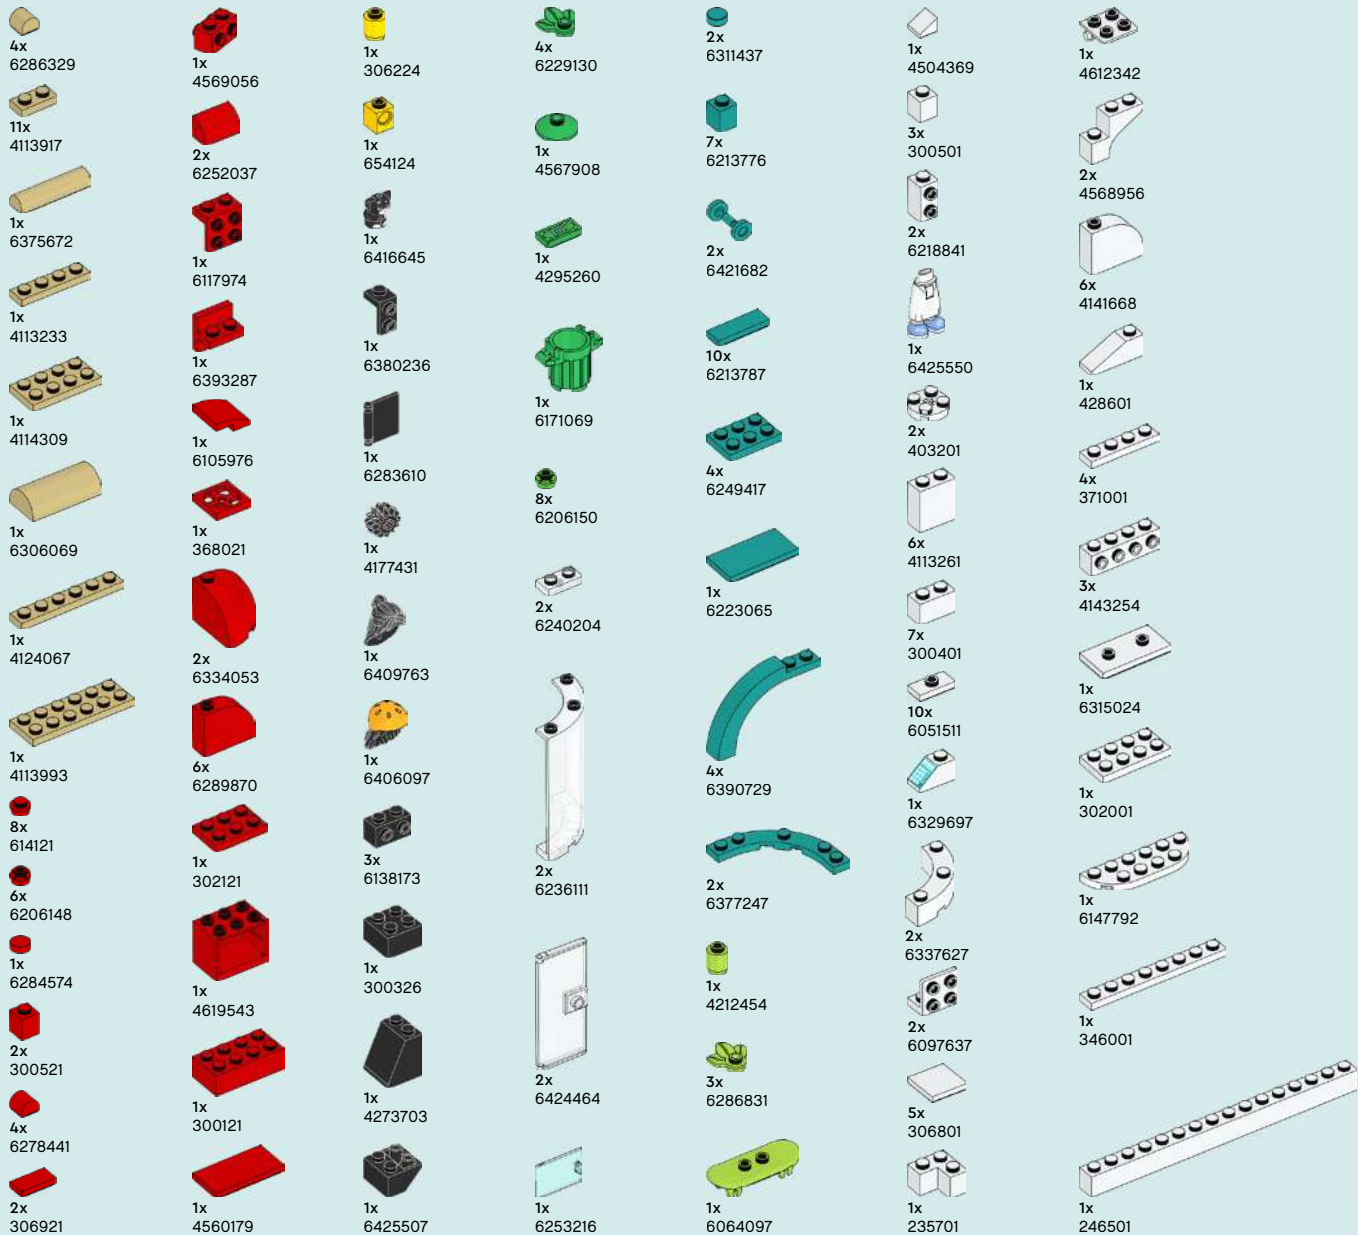 4x
6286329
11x
4113917
1x
6375672
1x
4113233
1x
4114309
1x
6306069
1x
4124067
1x
4113993
8x
614121
6x
6206148
1x
6284574
2x
300521
4x
6278441
2x
306921
1x
4569056
2x
6252037
1x
6117974
1x
6393287
1x
6105976
1x
368021
2x
6334053
6x
6289870
1x
302121
1x
4619543
1x
300121
1x
4560179
1x
306224
1x
654124
1x
6416645
1x
6380236
1x
6283610
1x
4177431
1x
6409763
1x
6406097
3x
6138173
1x
300326
1x
4273703
1x
6425507
4x
6229130
1x
4567908
1x
4295260
1x
6171069
8x
6206150
2x
6240204
2x
6236111
2x
6424464
1x
6253216
2x
6311437
7x
6213776
2x
6421682
10x
6213787
4x
6249417
1x
6223065
4x
6390729
2x
6377247
1x
4212454
3x
6286831
1x
6064097
1x
4504369
3x
300501
2x
6218841
1x
6425550
2x
403201
6x
4113261
7x
300401
10x
6051511
1x
6329697
2x
6337627
2x
6097637
5x
306801
1x
235701
1x
4612342
2x
4568956
6x
4141668
1x
428601
4x
371001
3x
4143254
1x
6315024
1x
302001
1x
6147792
1x
346001
1x
246501